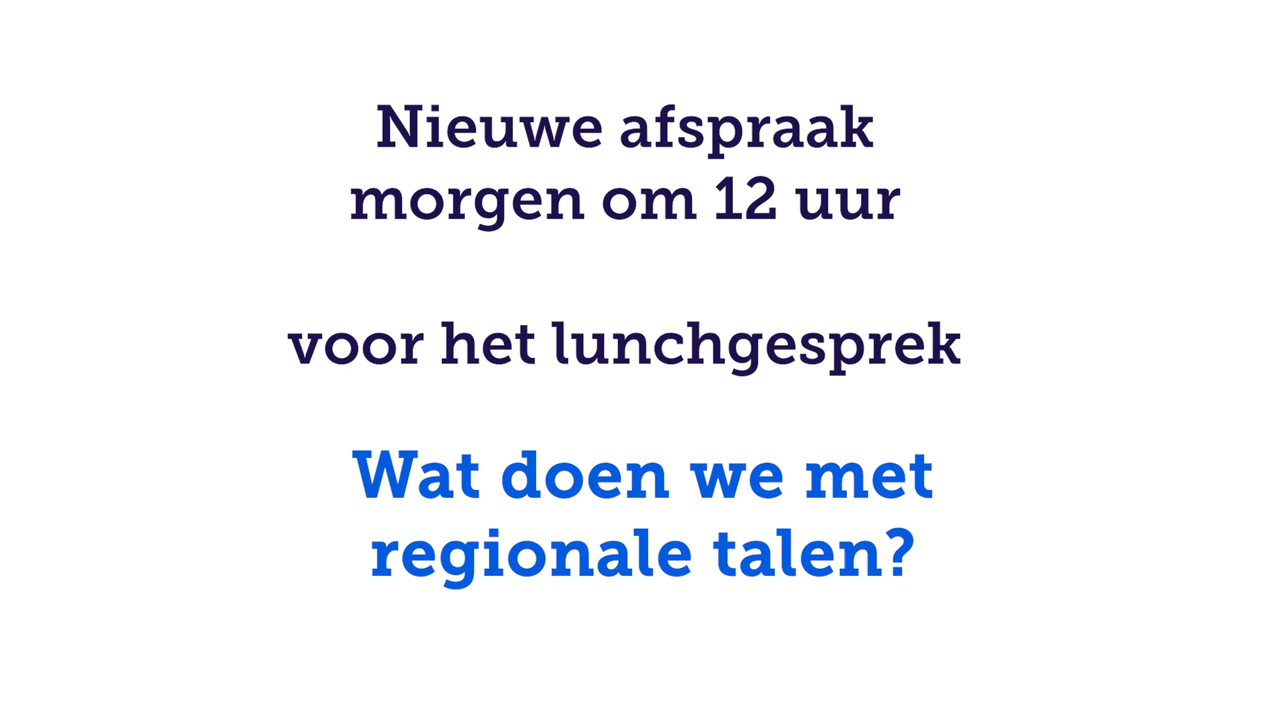 Nieuwe afspraak
morgen om 12 uur
voor het lunchgesprek
Wat doen we met
regionale talen?